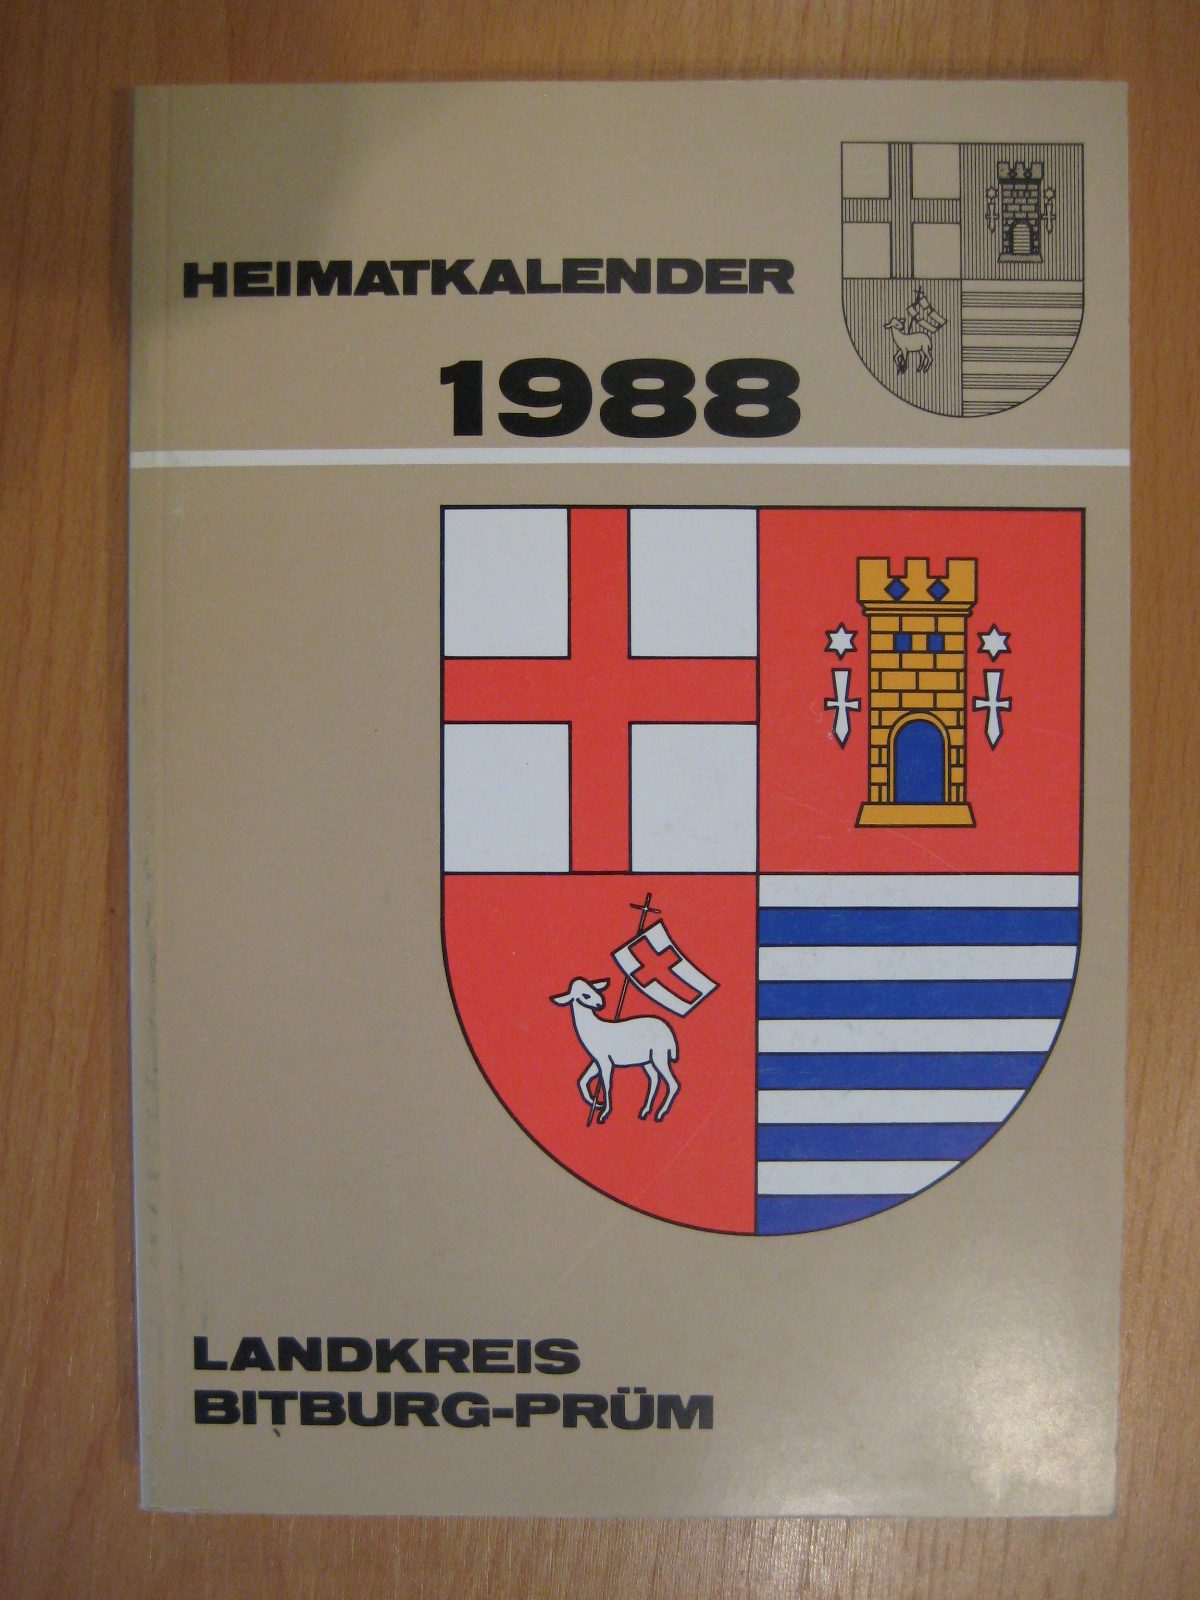 HEIMATKALENDER
1988
LANDKREIS
BITBURG-PRÜM